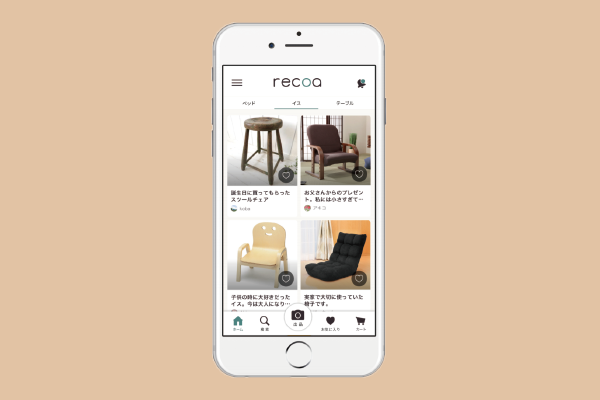 recoa
ベッド
イス
テーブル
誕生日に買ってもらった
スツールチェア
お父さんからのプレゼン
ト。私には小さすぎて…
アキコ
子供の時に大好きだった
イス。今は大人になり…
実家で大切に使っていた
椅子です。
ホーム
検索
出品
お気に入り
カート